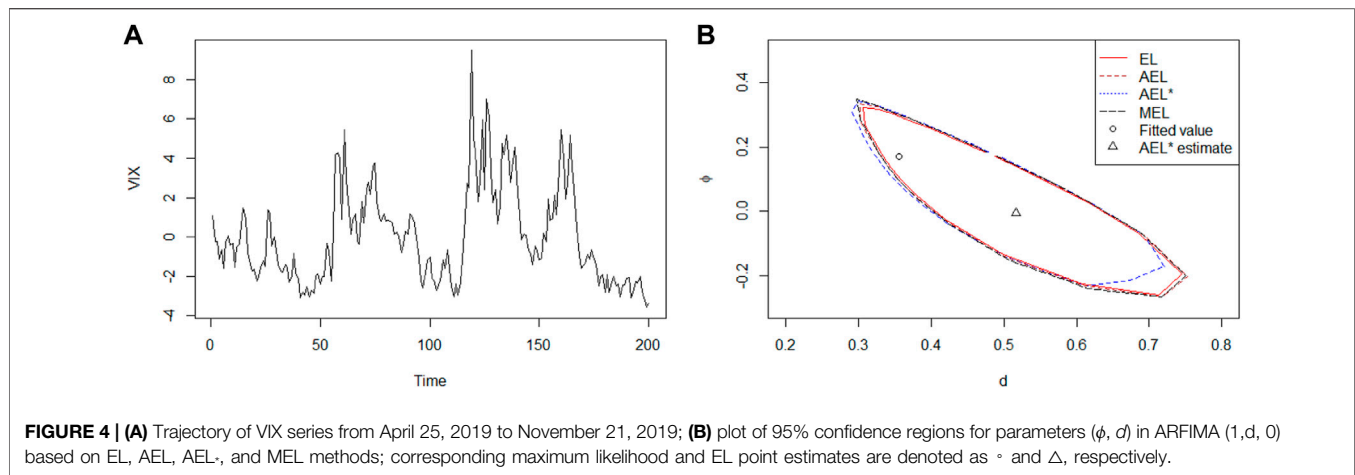 A
B
VIX
8
6
4
2
0
-2
-4
0
50
100
150
200
Time
ϕ
0.4
0.2
0.0
-0.2
0.2
0.3
0.4
0.5
0.6
0.7
0.8
d
EL
AEL
AEL*
MEL
Fitted value
AEL* estimate
FIGURE 4 | (A) Trajectory of VIX series from April 25, 2019 to November 21, 2019; (B) plot of 95% confidence regions for parameters (ϕ, d) in ARFIMA (1,d, 0)
based on EL, AEL, AEL*, and MEL methods; corresponding maximum likelihood and EL point estimates are denoted as ∘ and △, respectively.